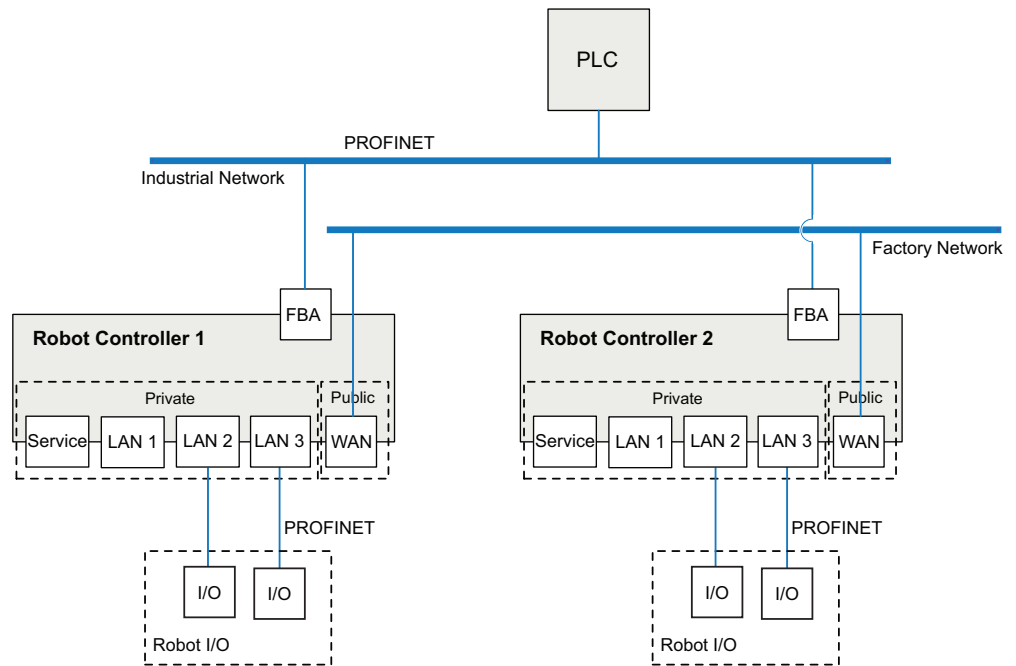 PLC
PROFINET
Industrial Network
Factory Network
FBA
FBA
Robot Controller 1
Robot Controller 2
Private
Public
Private
Public
Service
LAN 1
LAN 2
LAN 3
WAN
Service
LAN 1
LAN 2
LAN 3
WAN
PROFINET
PROFINET
I/O
I/O
I/O
I/O
Robot I/O
Robot I/O